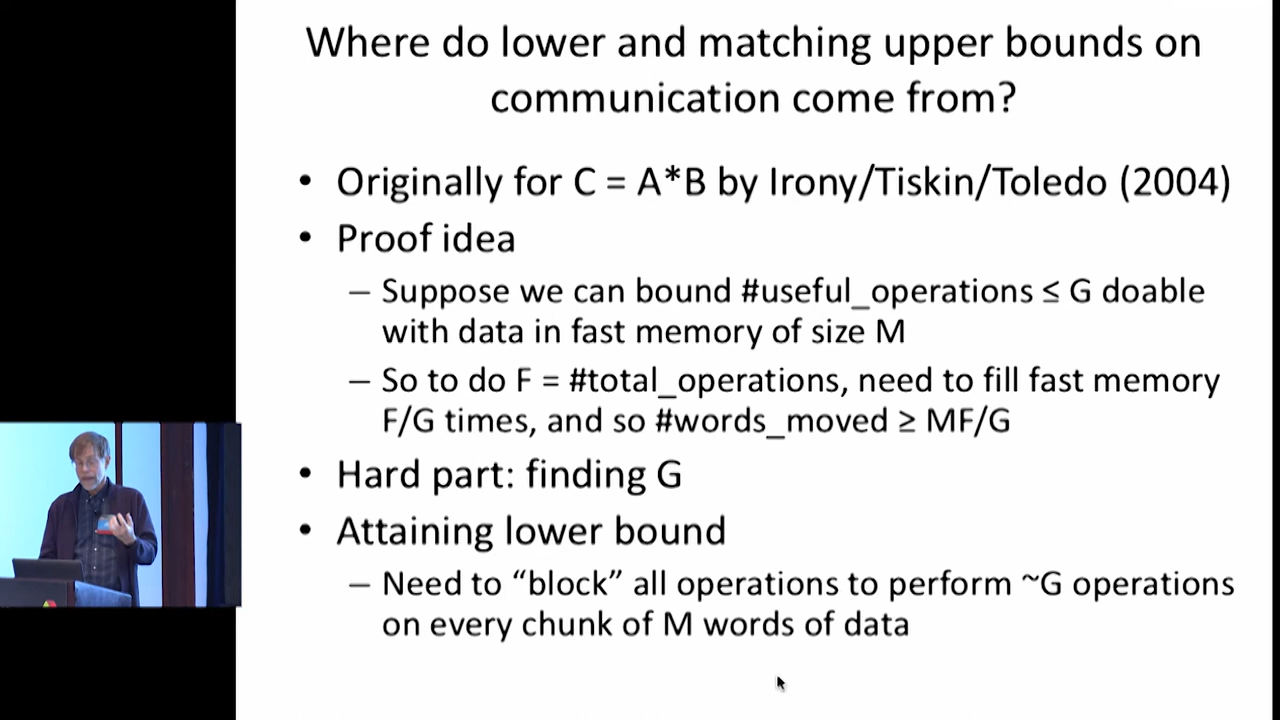 Where do lower and matching upper bounds on
communication come from?
• Originally for C = A*B by Irony/Tiskin/Toledo (2004)
• Proof idea
– Suppose we can bound #useful_operations ≤ G doable
with data in fast memory of size M
– So to do F = #total_operations, need to fill fast memory
F/G times, and so #words_moved ≥ MF/G
• Hard part: finding G
• Attaining lower bound
– Need to “block” all operations to perform ~G operations
on every chunk of M words of data